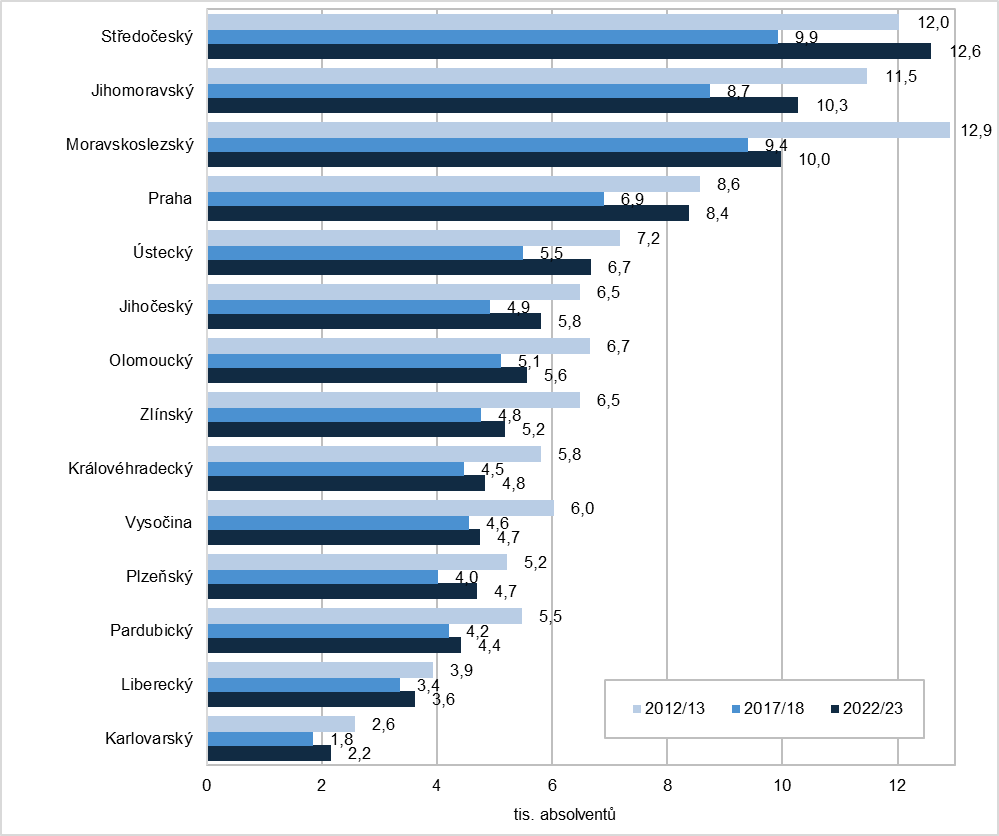 Středočeský
12,0
9,9
12,6
Jihomoravský
11,5
8,7
10,3
Moravskoslezský
12,9
9,4
10,0
Praha
8,6
6,9
8,4
Ústecký
7,2
5,5
6,7
Jihočeský
6,5
4,9
5,8
Olomoucký
6,7
5,1
5,6
Zlínský
6,5
4,8
5,2
Královéhradecký
5,8
4,5
4,8
Vysočina
6,0
4,6
4,7
Plzeňský
5,2
4,0
4,7
Pardubický
5,5
4,2
4,4
Liberecký
3,9
3,4
3,6
Karlovarský
2,6
1,8
2,2
2012/13 2017/18 2022/23
0 2 4 6 8 10 12
tis. absolventů